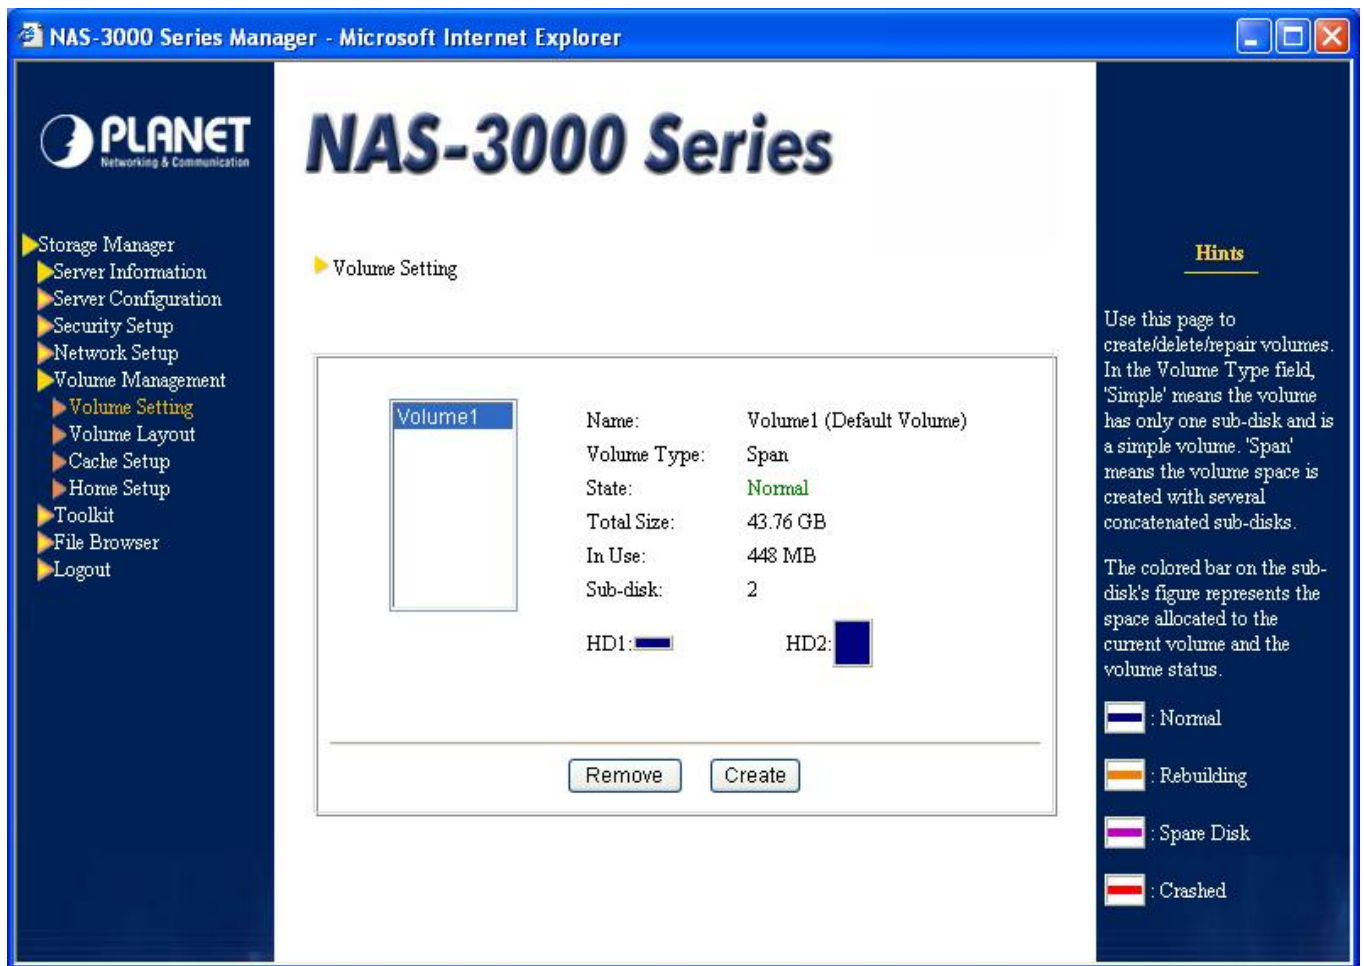 NAS-3000 Series Manager - Microsoft Internet Explorer
PLANET
Networking & Communication
Storage Manager
Server Information
Server Configuration
Security Setup
Network Setup
Volume Management
Volume Setting
Volume Layout
Cache Setup
Home Setup
Toolkit
File Browser
Logout
NAS-3000 Series
Volume Setting
Volume1
Name: Volume1 (Default Volume)
Volume Type: Span
State: Normal
Total Size: 43.76 GB
In Use: 448 MB
Sub-disk: 2
HD1: HD2:
Remove Create
Hints
Use this page to
create/delete/repair volumes.
In the Volume Type field,
'Simple' means the volume
has only one sub-disk and is
a simple volume. 'Span'
means the volume space is
created with several
concatenated sub-disks.
The colored bar on the sub-
disk's figure represents the
space allocated to the
current volume and the
volume status.
: Normal
: Rebuilding
: Spare Disk
: Crashed